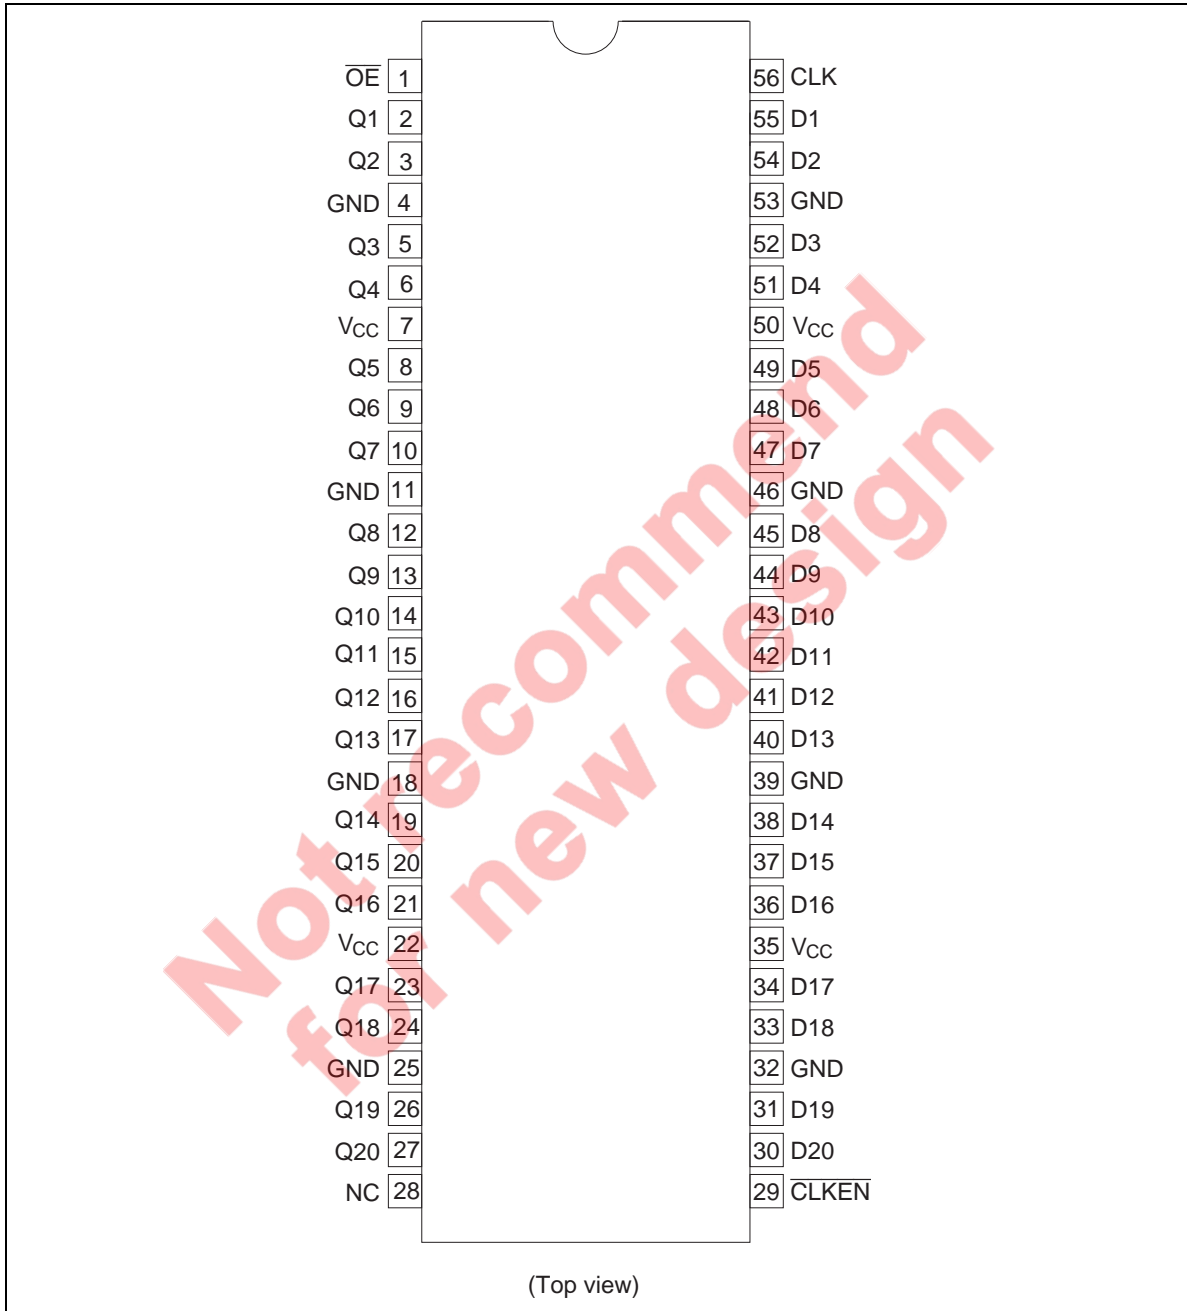 OE 1 56 CLK
Q1 2 55 D1
Q2 3 54 D2
GND 4 53 GND
Q3 5 52 D3
Q4 6 51 D4
VCC 7 50 VCC
Q5 8 49 D5
Q6 9 48 D6
Q7 10 47 D7
GND 11 46 GND
Q8 12 45 D8
Q9 13 44 D9
Q10 14 43 D10
Q11 15 42 D11
Q12 16 41 D12
Q13 17 40 D13
GND 18 39 GND
Q14 19 38 D14
Q15 20 37 D15
Q16 21 36 D16
VCC 22 35 VCC
Q17 23 34 D17
Q18 24 33 D18
GND 25 32 GND
Q19 26 31 D19
Q20 27 30 D20
NC 28 29 CLKEN
(Top view)
Not recommend
for new design